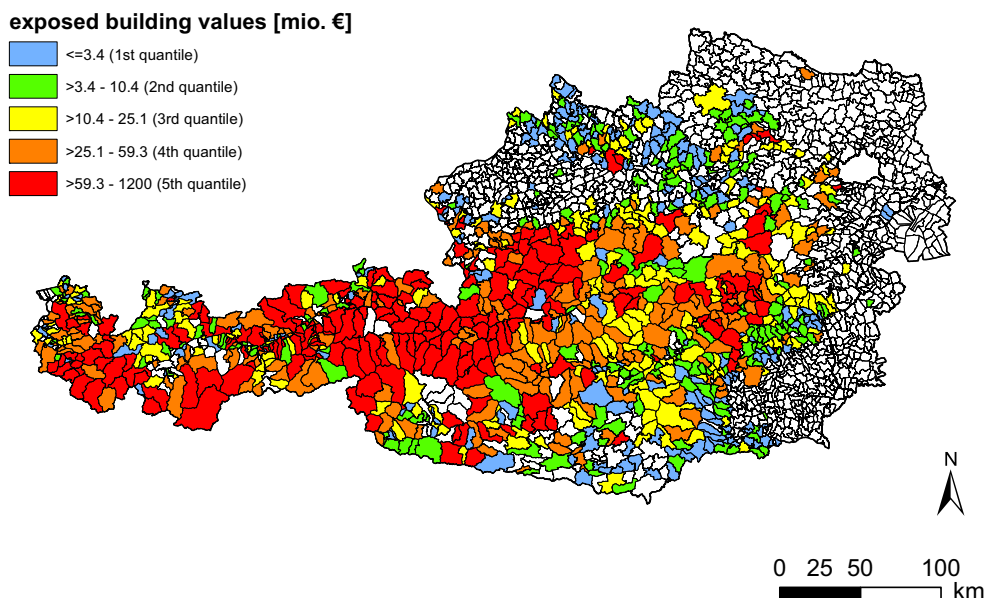 exposed building values [mio. €]
<=3.4 (1st quantile)
>3.4 - 10.4 (2nd quantile)
>10.4 - 25.1 (3rd quantile)
>25.1 - 59.3 (4th quantile)
>59.3 - 1200 (5th quantile)
N
0 25 50 100
km